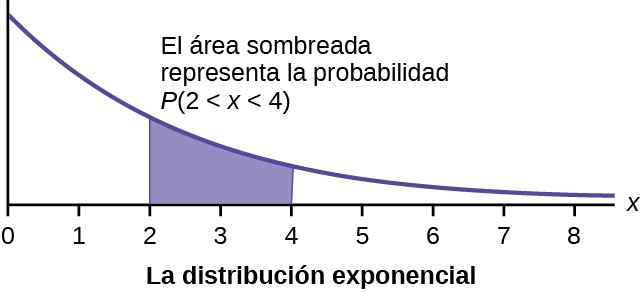 El área sombreada
representa la probabilidad
P(2 < x < 4)
x
0 1 2 3 4 5 6 7 8
La distribución exponencial